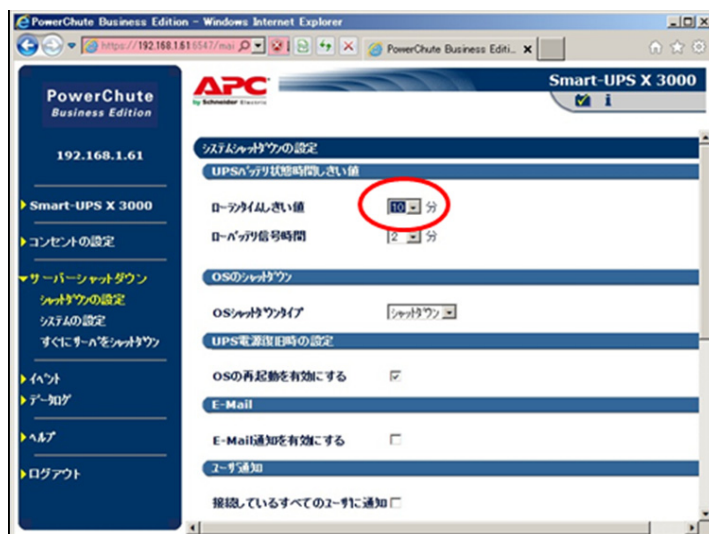 PowerChute Business Edition - Windows Internet Explorer
https://192.168.1.61:6547/mai
PowerChute Business Editi...
PowerChute
Business Edition
192.168.1.61
Smart-UPS X 3000
コンセントの設定
サーバーシャットダウン
ｼｬｯﾄﾀﾞｳﾝの設定
ｼｽﾃﾑの設定
すぐにｻｰﾊﾞをｼｬｯﾄﾀﾞｳﾝ
ｲﾍﾞﾝﾄ
ﾃﾞｰﾀﾛｸﾞ
ﾍﾙﾌﾟ
ログアウト
APC
by Schneider Electric
Smart-UPS X 3000
ｼｽﾃﾑｼｬｯﾄﾀﾞｳﾝの設定
UPSﾊﾞｯﾃﾘ状態時間しきい値
ﾛｰﾗﾝﾀｲﾑしきい値 10 分
ﾛｰﾊﾞｯﾃﾘ信号時間 2 分
OSのｼｬｯﾄﾀﾞｳﾝ
OSｼｬｯﾄﾀﾞｳﾝﾀｲﾌﾟ ｼｬｯﾄﾀﾞｳﾝ
UPS電源復旧時の設定
OSの再起動を有効にする
E-Mail
E-Mail通知を有効にする
ﾕｰｻﾞ通知
接続しているすべてのﾕｰｻﾞに通知